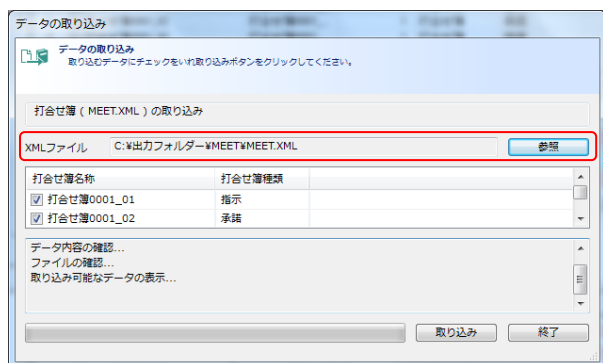 データの取り込み
データの取り込み
取り込むデータにチェックをいれ取り込みボタンをクリックしてください。
打合せ簿 ( MEET.XML ) の取り込み
XMLファイル C:¥出力フォルダー¥MEET¥MEET.XML 参照
打合せ簿名称 打合せ簿種類
打合せ簿0001_01 指示
打合せ簿0001_02 承諾
データ内容の確認...
ファイルの確認...
取り込み可能なデータの表示...
取り込み 終了